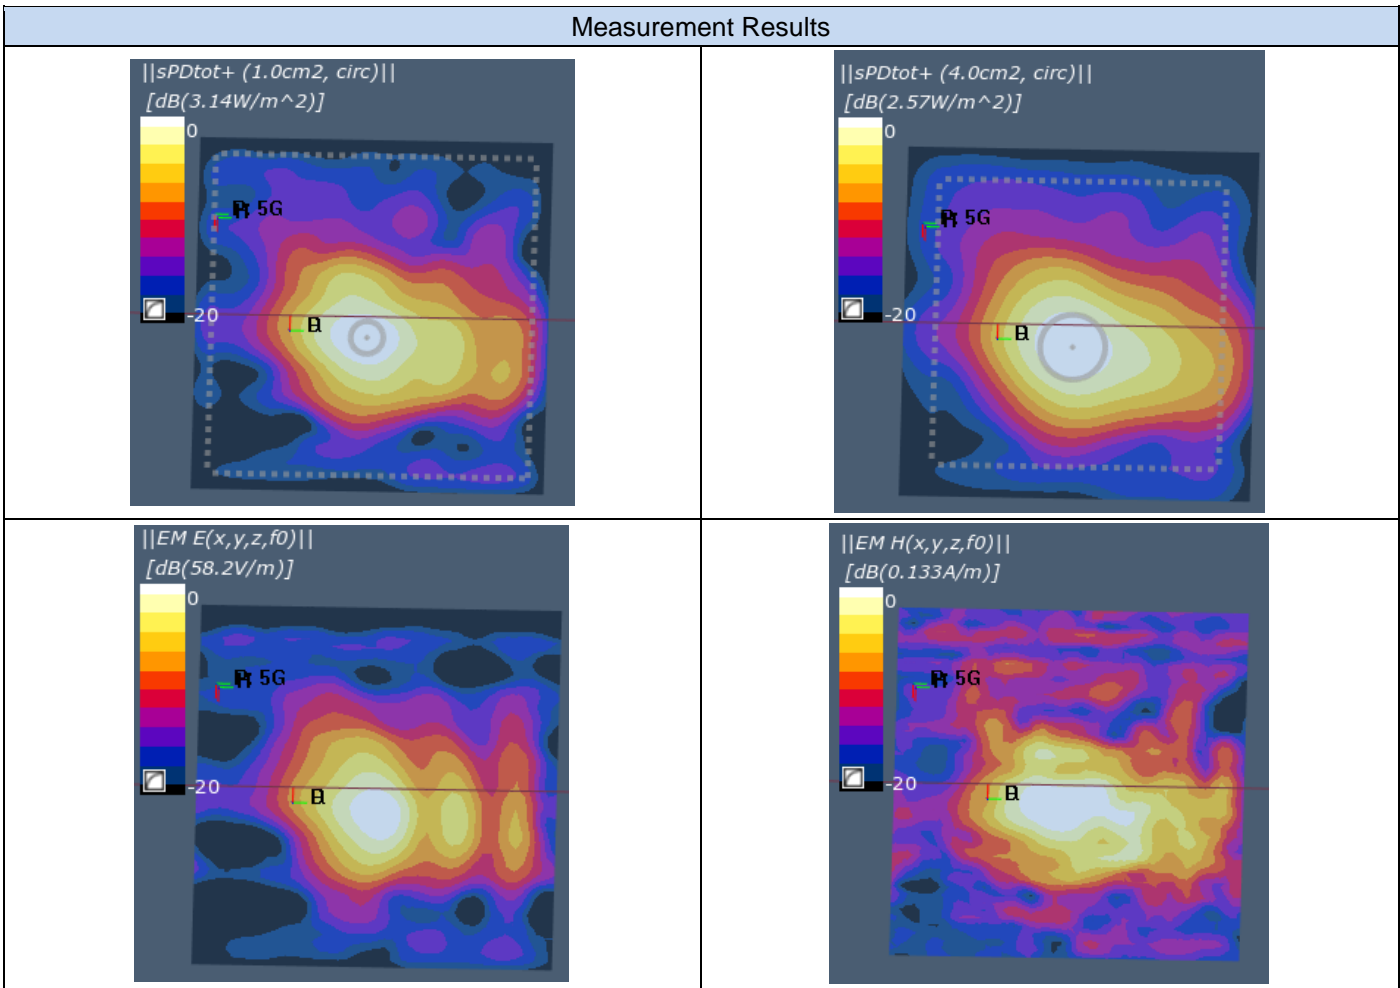 Measurement Results
||sPDtot+ (1.0cm2, circ)||
[dB(3.14W/m^2)]
0
5G
-20
||sPDtot+ (4.0cm2, circ)||
[dB(2.57W/m^2)]
0
5G
-20
||EM E(x,y,z,f0)||
[dB(58.2V/m)]
0
5G
-20
||EM H(x,y,z,f0)||
[dB(0.133A/m)]
0
5G
-20